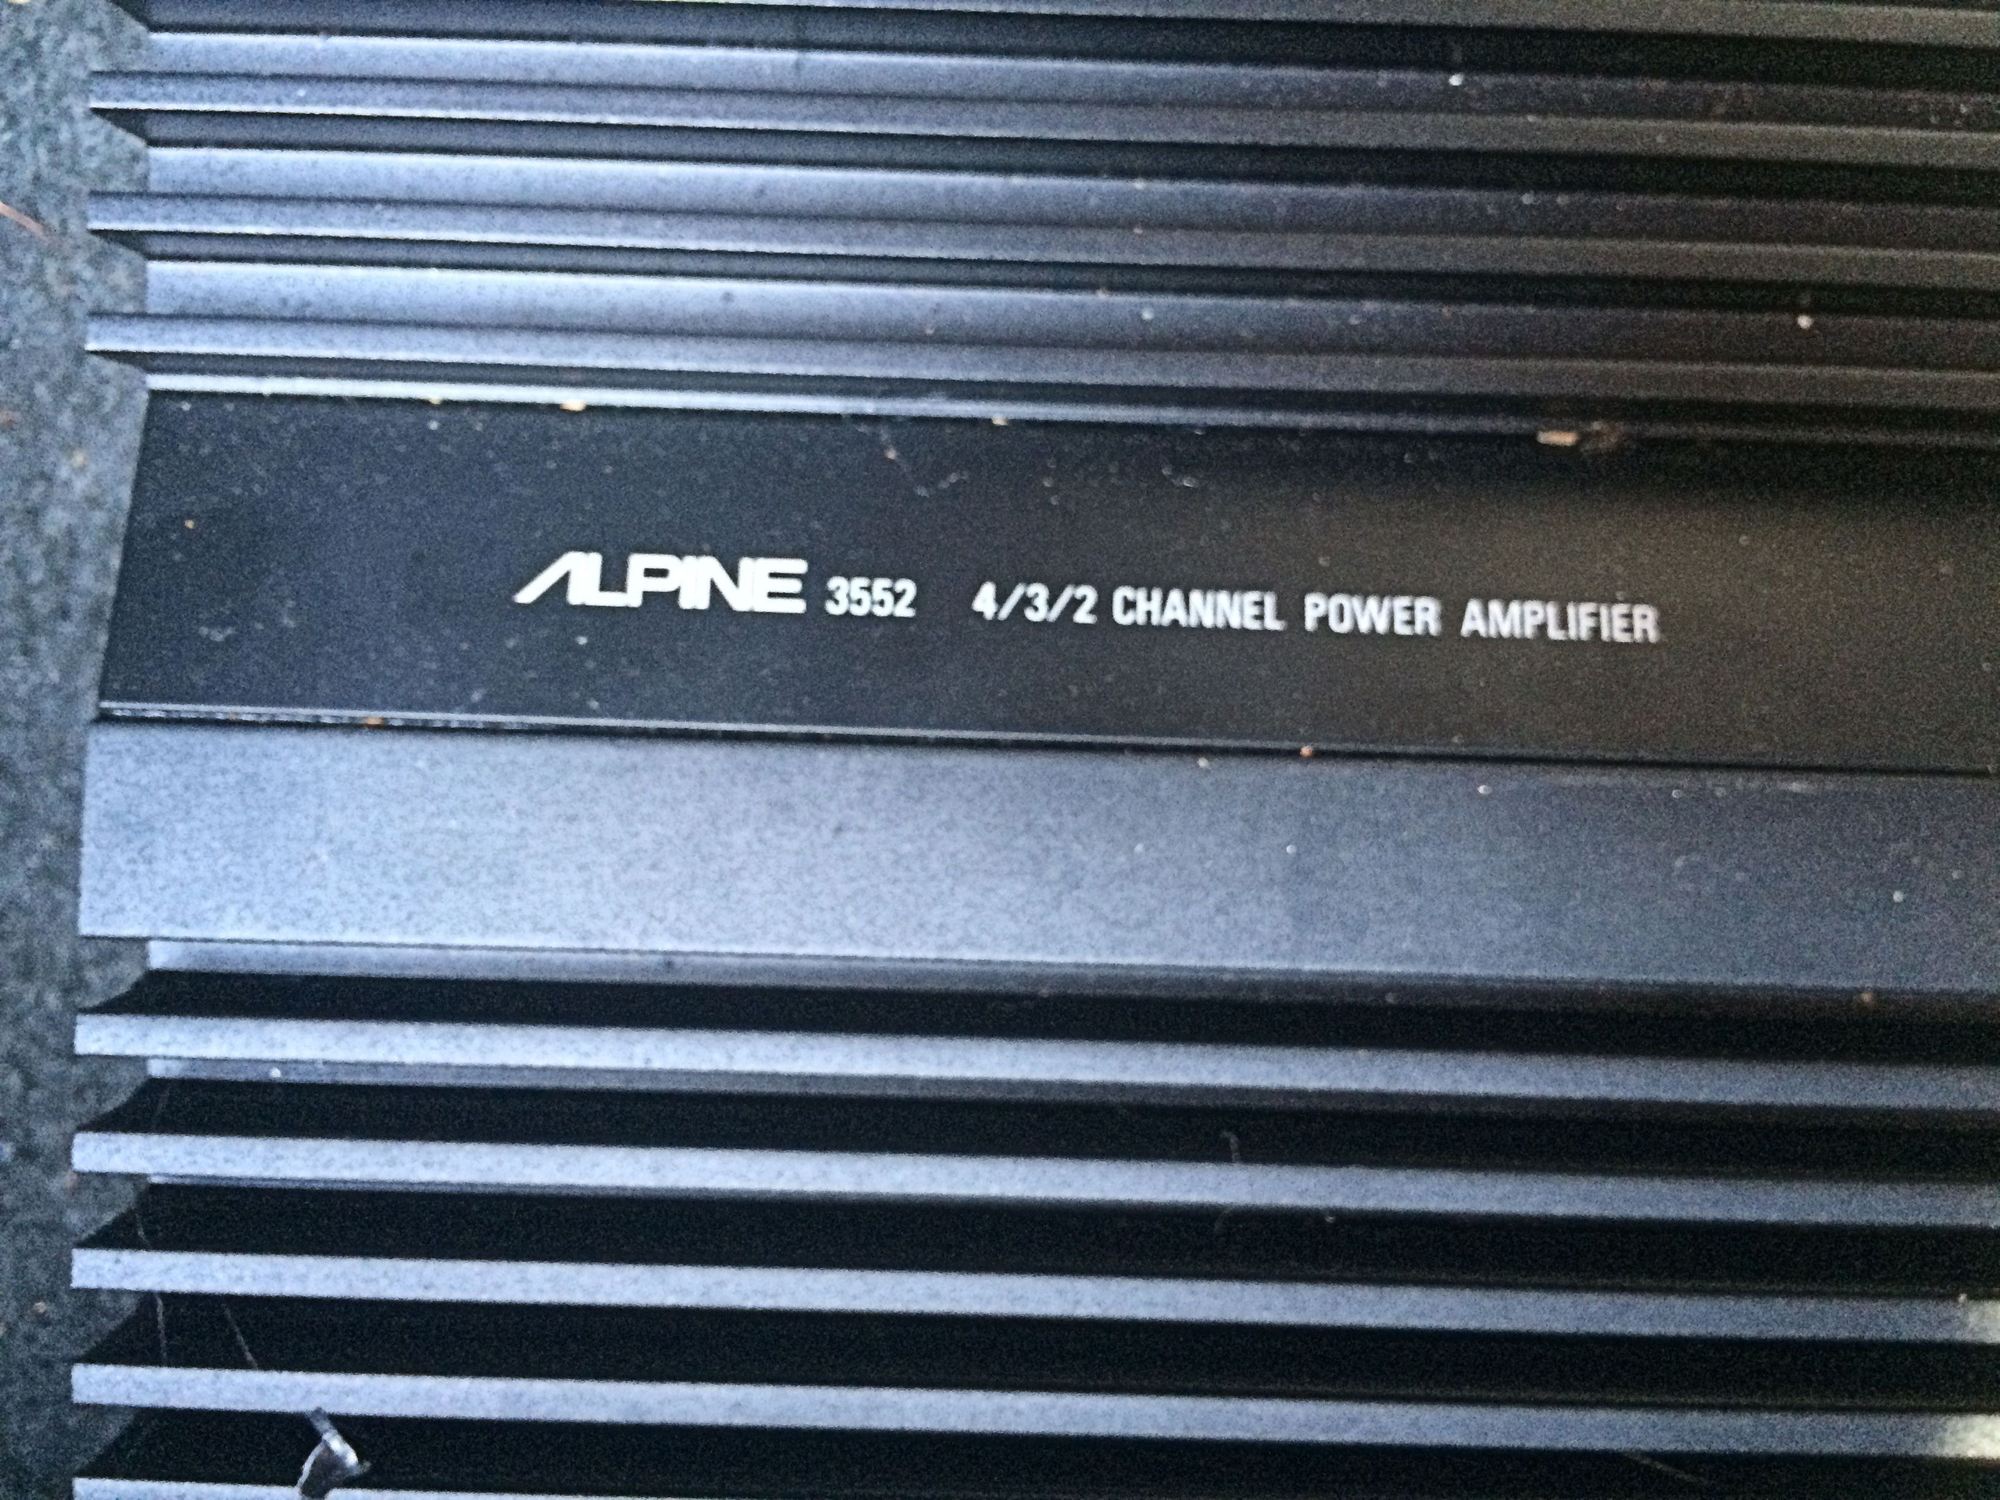 ALPINE 3552 4/3/2 CHANNEL POWER AMPLIFIER